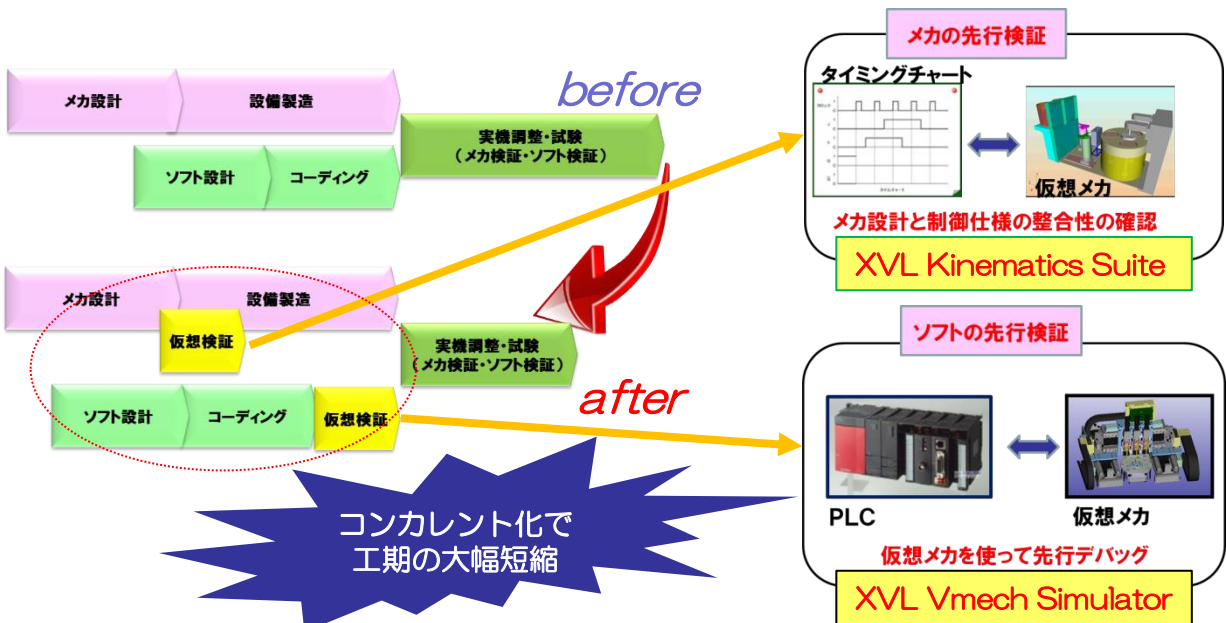 メカ設計
設備製造
ソフト設計
コーディング
実機調整・試験
(メカ検証・ソフト検証)
before
メカ設計
設備製造
仮想検証
ソフト設計
コーディング
仮想検証
実機調整・試験
(メカ検証・ソフト検証)
after
コンカレント化で
工期の大幅短縮
メカの先行検証
タイミングチャート
仮想メカ
メカ設計と制御仕様の整合性の確認
XVL Kinematics Suite
ソフトの先行検証
PLC
仮想メカ
仮想メカを使って先行デバッグ
XVL Vmech Simulator